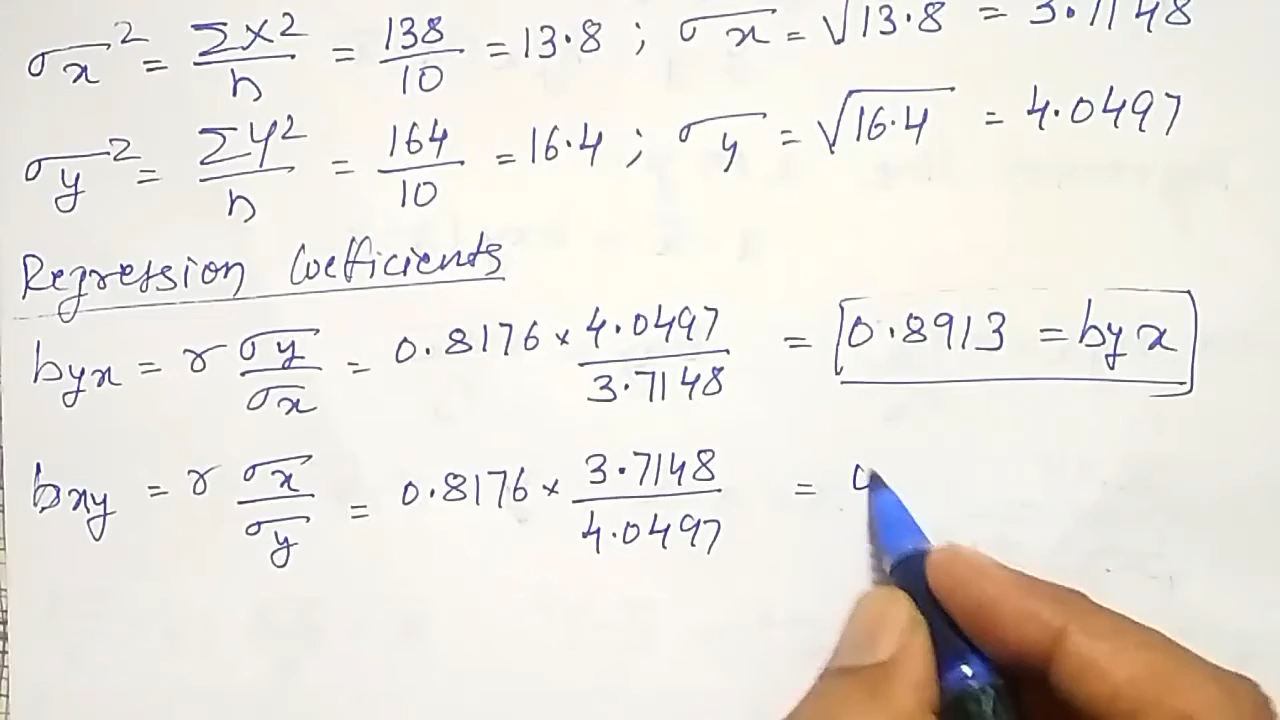 σx² = ΣX²/n = 138/10 = 13.8 ; σx = √13.8 = 3.7148
σy² = ΣY²/n = 164/10 = 16.4 ; σy = √16.4 = 4.0497
Regression Coefficients
byx = r σy/σx = 0.8176 × 4.0497/3.7148 = 0.8913 = byx
bxy = r σx/σy = 0.8176 × 3.7148/4.0497 =